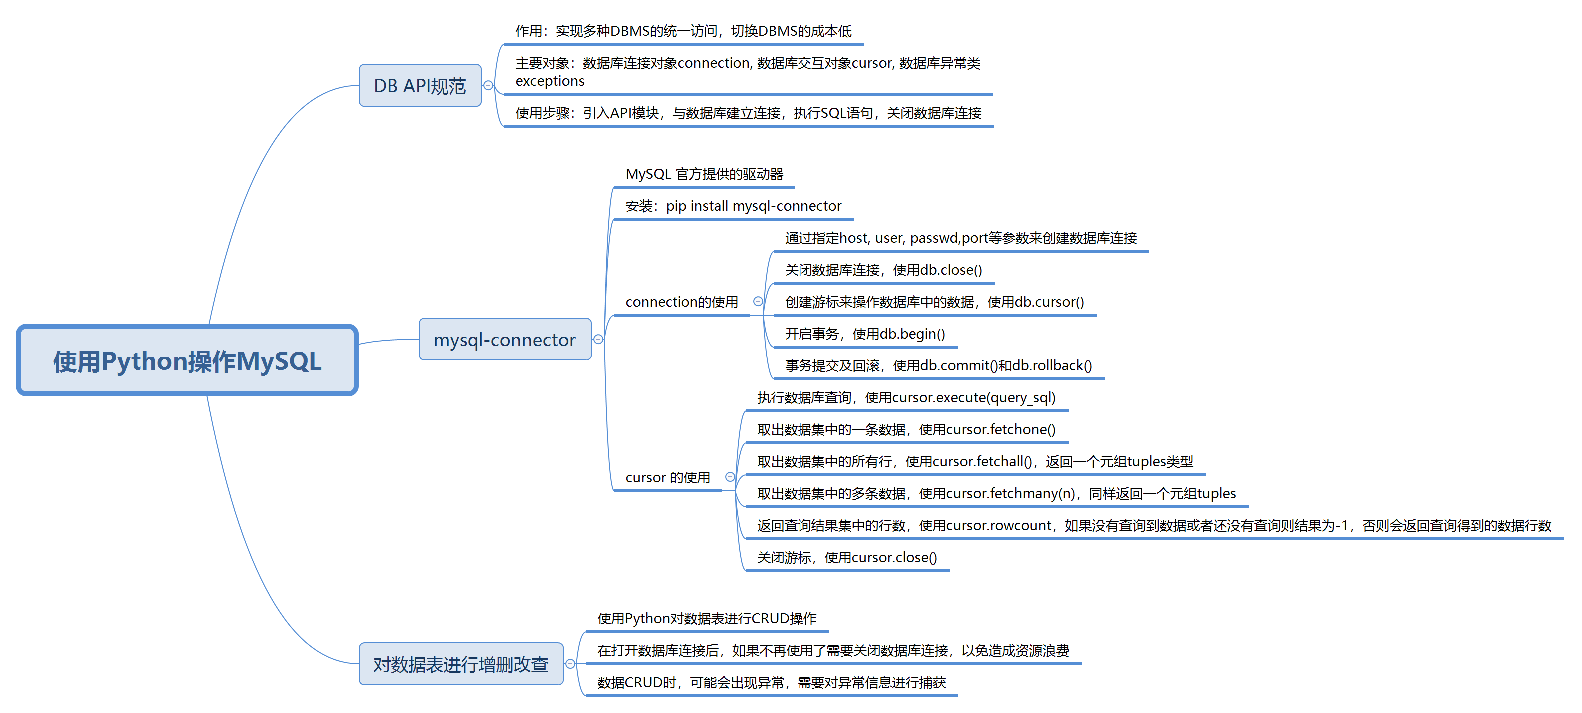 使用Python操作MySQL
DB API规范
作用：实现多种DBMS的统一访问，切换DBMS的成本低
主要对象：数据库连接对象connection, 数据库交互对象cursor, 数据库异常类
exceptions
使用步骤：引入API模块，与数据库建立连接，执行SQL语句，关闭数据库连接
mysql-connector
MySQL 官方提供的驱动器
安装：pip install mysql-connector
connection的使用
通过指定host, user, passwd,port等参数来创建数据库连接
关闭数据库连接，使用db.close()
创建游标来操作数据库中的数据，使用db.cursor()
开启事务，使用db.begin()
事务提交及回滚，使用db.commit()和db.rollback()
cursor 的使用
执行数据库查询，使用cursor.execute(query_sql)
取出数据集中的一条数据，使用cursor.fetchone()
取出数据集中的所有行，使用cursor.fetchall()，返回一个元组tuples类型
取出数据集中的多条数据，使用cursor.fetchmany(n)，同样返回一个元组tuples
返回查询结果集中的行数，使用cursor.rowcount，如果没有查询到数据或者还没有查询则结果为-1，否则会返回查询得到的数据行数
关闭游标，使用cursor.close()
对数据表进行增删改查
使用Python对数据表进行CRUD操作
在打开数据库连接后，如果不再使用了需要关闭数据库连接，以免造成资源浪费
数据CRUD时，可能会出现异常，需要对异常信息进行捕获